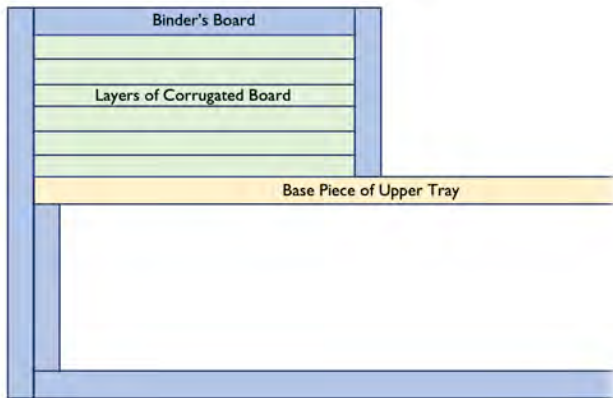 Binder's Board
Layers of Corrugated Board
Base Piece of Upper Tray